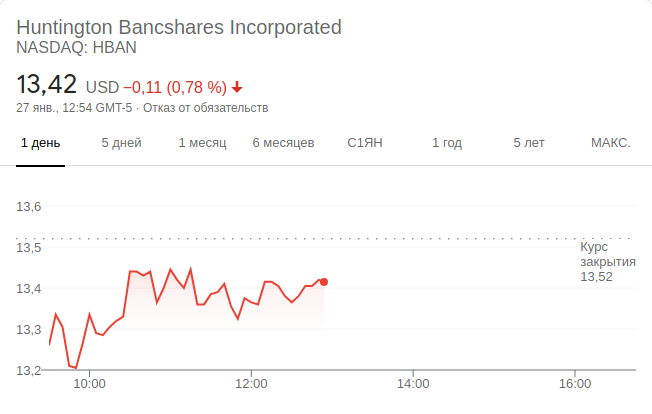 Huntington Bancshares Incorporated
NASDAQ: HBAN
13,42 USD −0,11 (0,78 %)
27 янв., 12:54 GMT-5 · Отказ от обязательств
1 день 5 дней 1 месяц 6 месяцев С1ЯН 1 год 5 лет МАКС.
13,6
13,5
Курс
закрытия
13,52
13,4
13,3
13,2
10:00 12:00 14:00 16:00